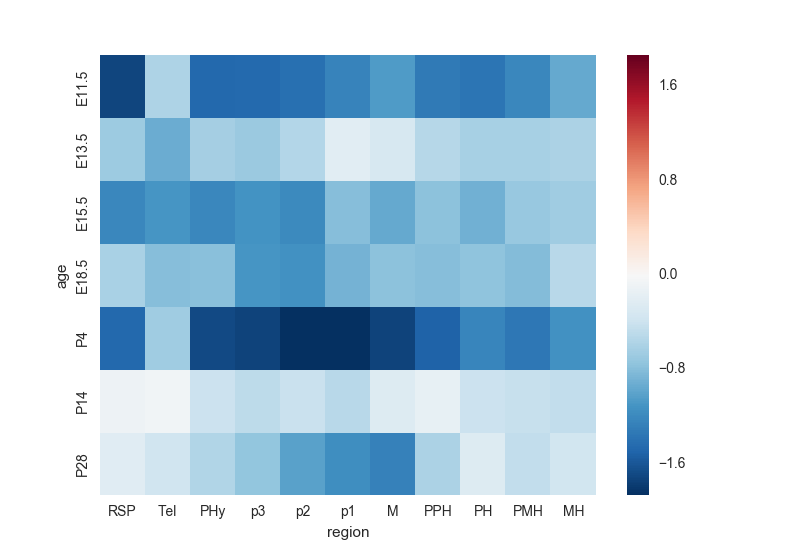 age
E11.5
E13.5
E15.5
E18.5
P4
P14
P28
RSP Tel PHy p3 p2 p1 M PPH PH PMH MH
region
1.6
0.8
0.0
−0.8
−1.6